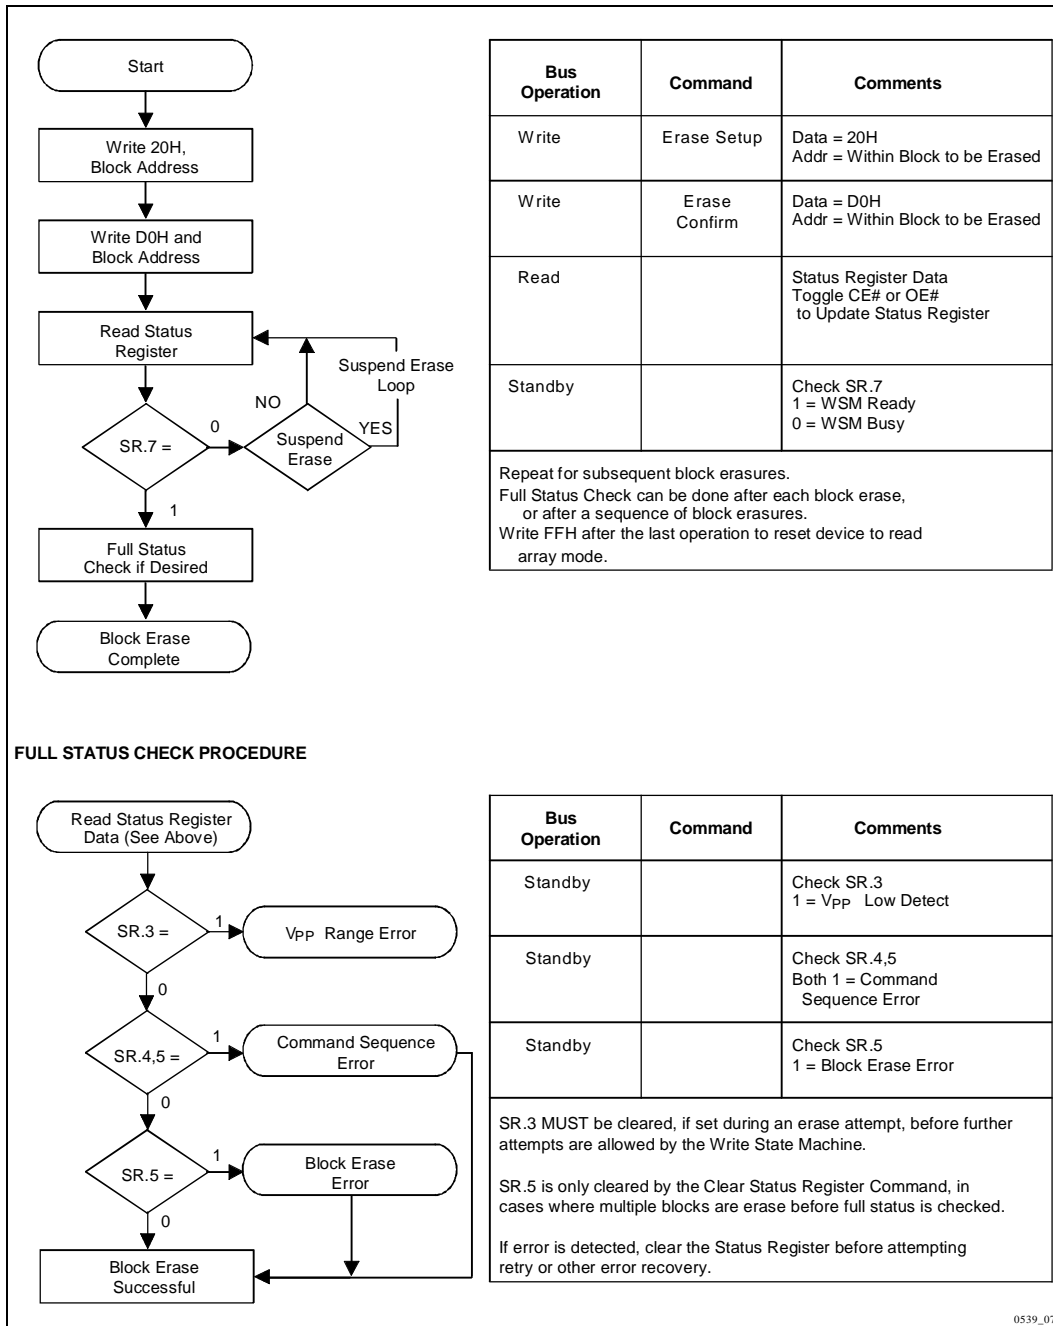 Start
Write 20H,
Block Address
Write D0H and
Block Address
Read Status
Register
Suspend Erase
Loop
NO
YES
SR.7 =
0
Suspend
Erase
1
Full Status
Check if Desired
Block Erase
Complete
Bus
Operation
Command
Comments
Write
Erase Setup
Data = 20H
Addr = Within Block to be Erased
Write
Erase
Confirm
Data = D0H
Addr = Within Block to be Erased
Read
Status Register Data
Toggle CE# or OE#
to Update Status Register
Standby
Check SR.7
1 = WSM Ready
0 = WSM Busy
Repeat for subsequent block erasures.
Full Status Check can be done after each block erase,
or after a sequence of block erasures.
Write FFH after the last operation to reset device to read
array mode.
FULL STATUS CHECK PROCEDURE
Read Status Register
Data (See Above)
SR.3 =
1
VPP Range Error
0
SR.4,5 =
1
Command Sequence
Error
0
SR.5 =
1
Block Erase
Error
0
Block Erase
Successful
Bus
Operation
Command
Comments
Standby
Check SR.3
1 = VPP Low Detect
Standby
Check SR.4,5
Both 1 = Command
Sequence Error
Standby
Check SR.5
1 = Block Erase Error
SR.3 MUST be cleared, if set during an erase attempt, before further
attempts are allowed by the Write State Machine.
SR.5 is only cleared by the Clear Status Register Command, in
cases where multiple blocks are erase before full status is checked.
If error is detected, clear the Status Register before attempting
retry or other error recovery.
0539_07